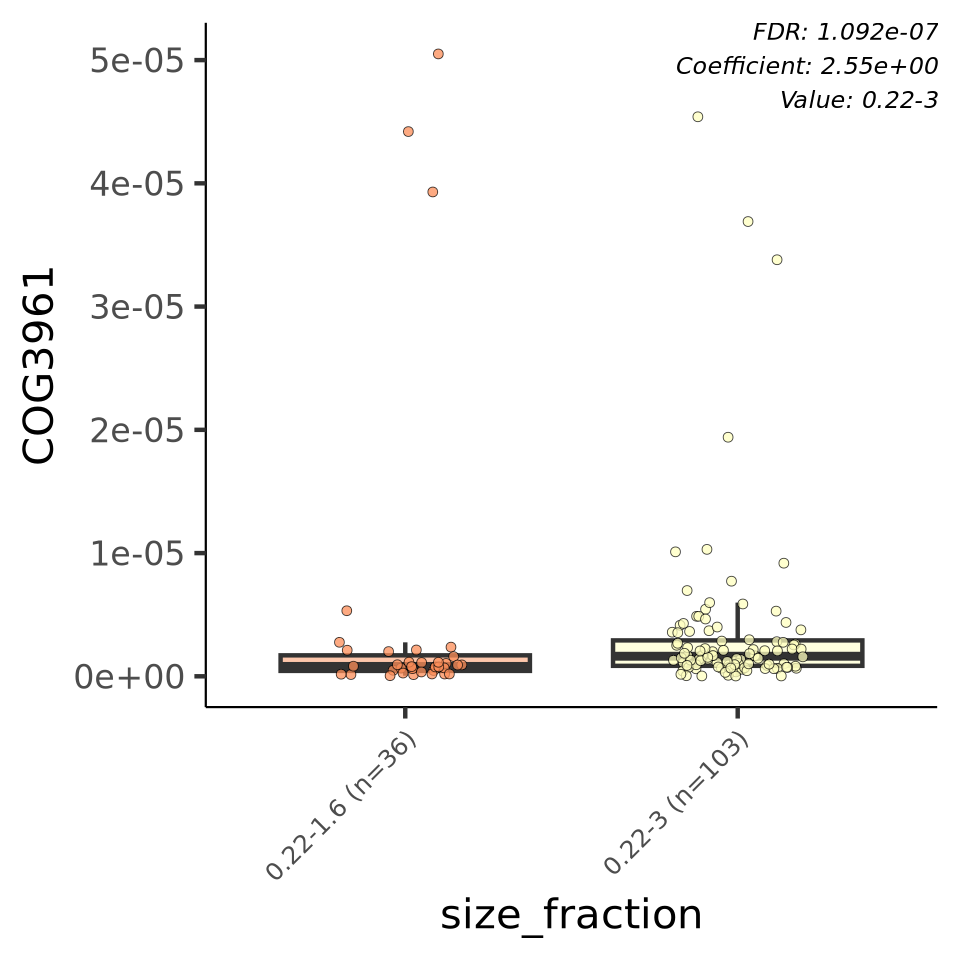 FDR: 1.092e-07
Coefficient: 2.55e+00
Value: 0.22-3
5e-05
4e-05
3e-05
2e-05
1e-05
0e+00
COG3961
0.22-1.6 (n=36)
0.22-3 (n=103)
size_fraction